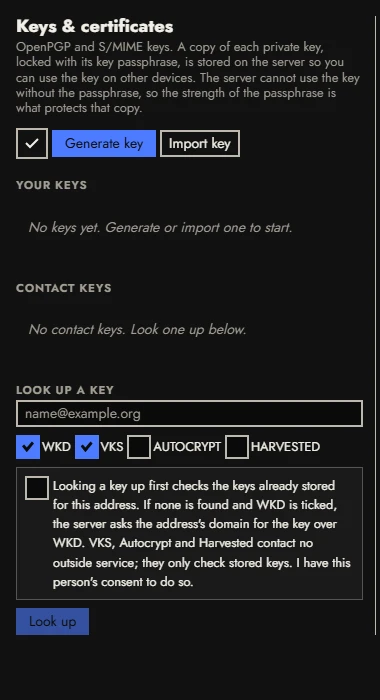 Keys & certificates
OpenPGP and S/MIME keys. A copy of each private key,
locked with its key passphrase, is stored on the server so you
can use the key on other devices. The server cannot use the key
without the passphrase, so the strength of the passphrase is
what protects that copy.
Generate key Import key
YOUR KEYS
No keys yet. Generate or import one to start.
CONTACT KEYS
No contact keys. Look one up below.
LOOK UP A KEY
name@example.org
WKD VKS AUTOCRYPT HARVESTED
Looking a key up first checks the keys already stored
for this address. If none is found and WKD is ticked,
the server asks the address's domain for the key over
WKD. VKS, Autocrypt and Harvested contact no
outside service; they only check stored keys. I have this
person's consent to do so.
Look up